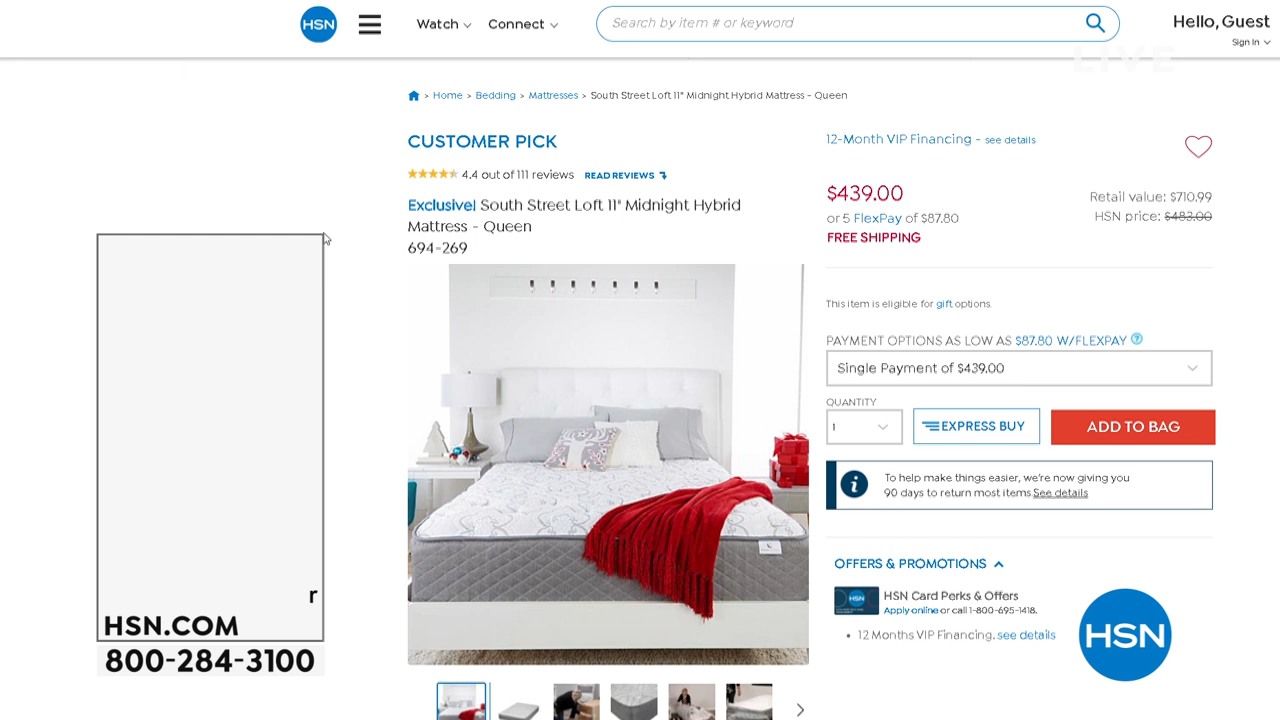 HSN
Watch
Connect
Search by item # or keyword
Hello, Guest
Sign In
LIVE
> Home > Bedding > Mattresses > South Street Loft 11" Midnight Hybrid Mattress - Queen
CUSTOMER PICK
4.4 out of 111 reviews READ REVIEWS
Exclusive! South Street Loft 11" Midnight Hybrid
Mattress - Queen
694-269
12-Month VIP Financing - see details
$439.00
Retail value: $710.99
or 5 FlexPay of $87.80
HSN price: $483.00
FREE SHIPPING
This item is eligible for gift options.
PAYMENT OPTIONS AS LOW AS $87.80 W/FLEXPAY ?
Single Payment of $439.00
QUANTITY
1
EXPRESS BUY
ADD TO BAG
i
To help make things easier, we're now giving you
90 days to return most items.See details
OFFERS & PROMOTIONS
HSN
HSN Card Perks & Offers
Apply online or call 1-800-695-1418.
• 12 Months VIP Financing. see details
HSN
r
HSN.COM
800-284-3100